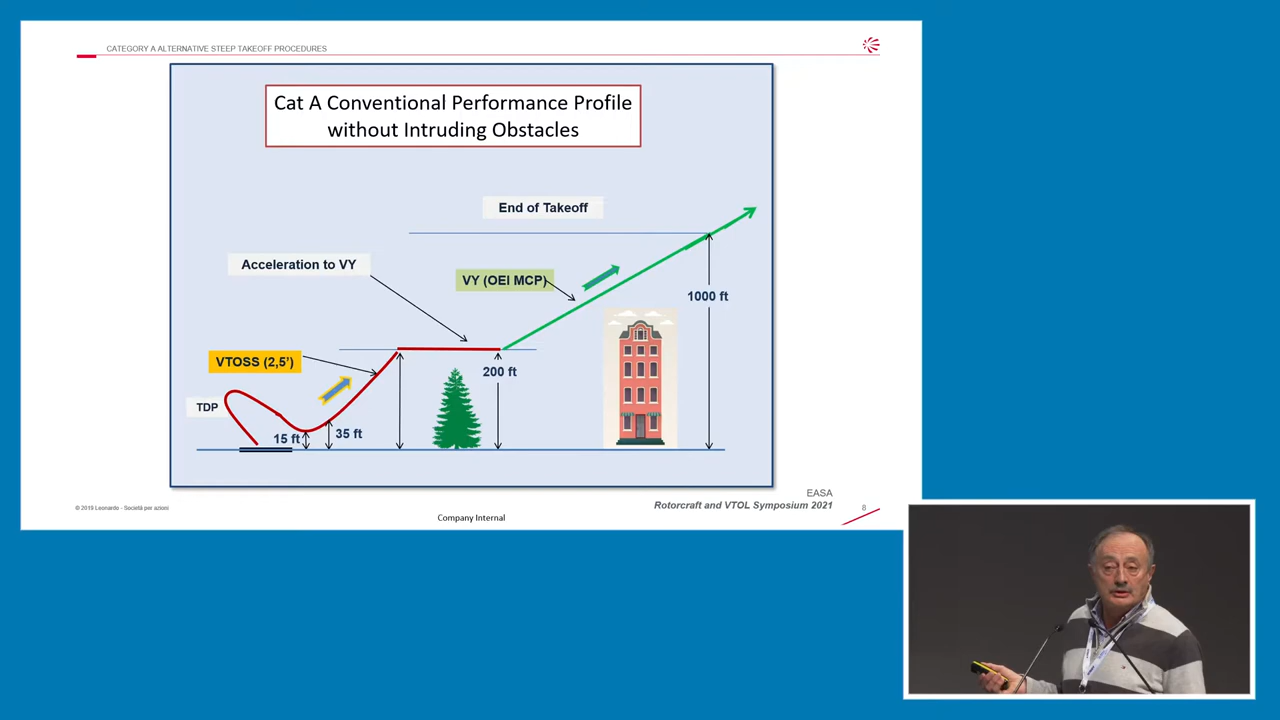 CATEGORY A ALTERNATIVE STEEP TAKEOFF PROCEDURES
Cat A Conventional Performance Profile
without Intruding Obstacles
End of Takeoff
Acceleration to VY
VY (OEI MCP)
1000 ft
VTOSS (2,5’)
200 ft
TDP
15 ft
35 ft
EASA
Rotorcraft and VTOL Symposium 2021
© 2019 Leonardo - Società per azioni
8
Company Internal